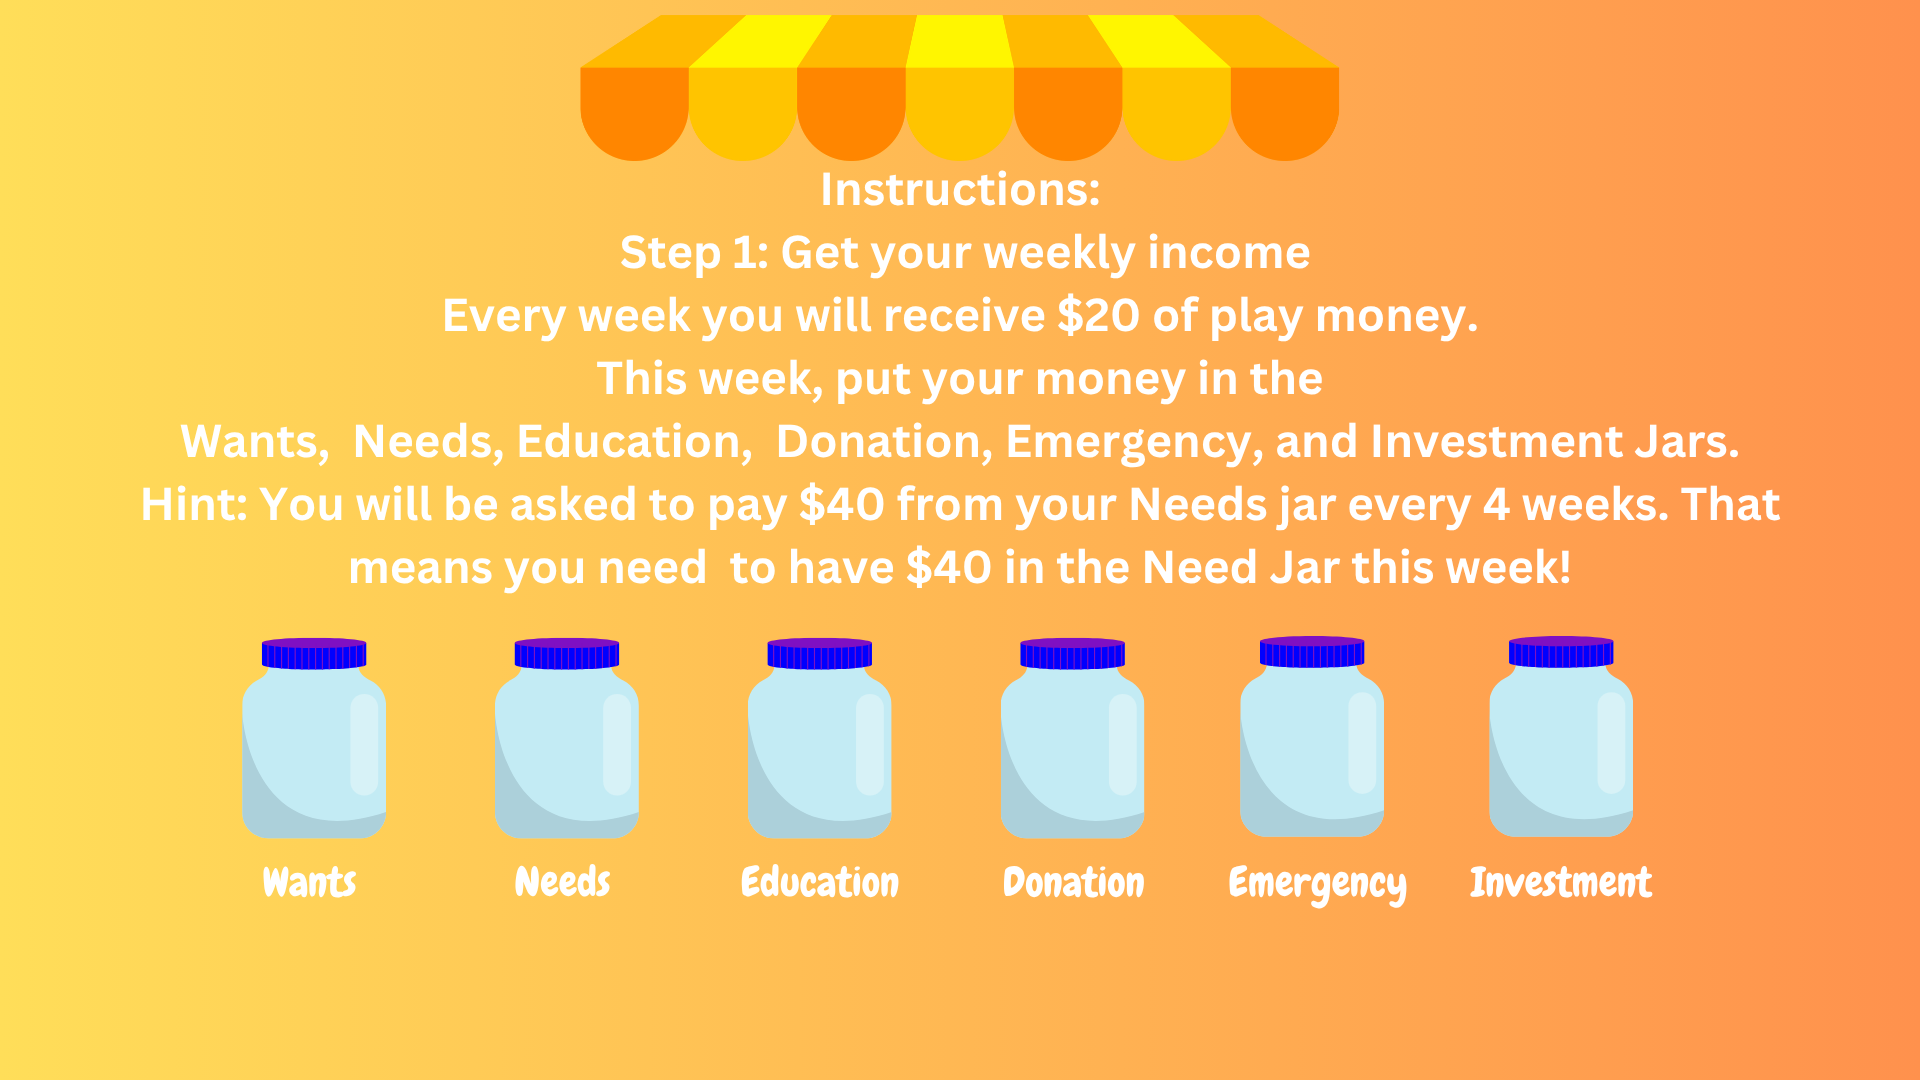 Instructions:
Step 1: Get your weekly income
Every week you will receive $20 of play money.
This week, put your money in the
Wants,  Needs, Education,  Donation, Emergency, and Investment Jars.
Hint: You will be asked to pay $40 from your Needs jar every 4 weeks. That
means you need  to have $40 in the Need Jar this week!
Wants Needs Education Donation Emergency Investment